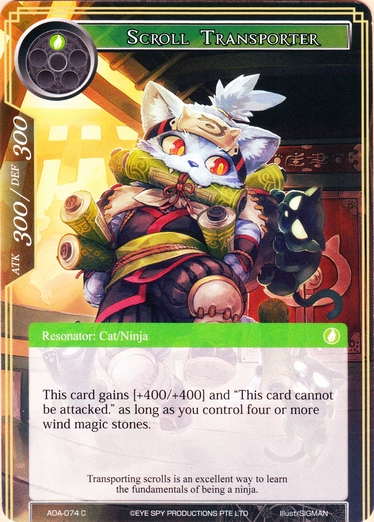 SCROLL TRANSPORTER
ATK 300 / DEF 300
Resonator: Cat/Ninja
This card gains [+400/+400] and "This card cannot
be attacked." as long as you control four or more
wind magic stones.
Transporting scrolls is an excellent way to learn
the fundamentals of being a ninja.
AOA-074 C ©EYE SPY PRODUCTIONS PTE LTD Illust/SIGMAN